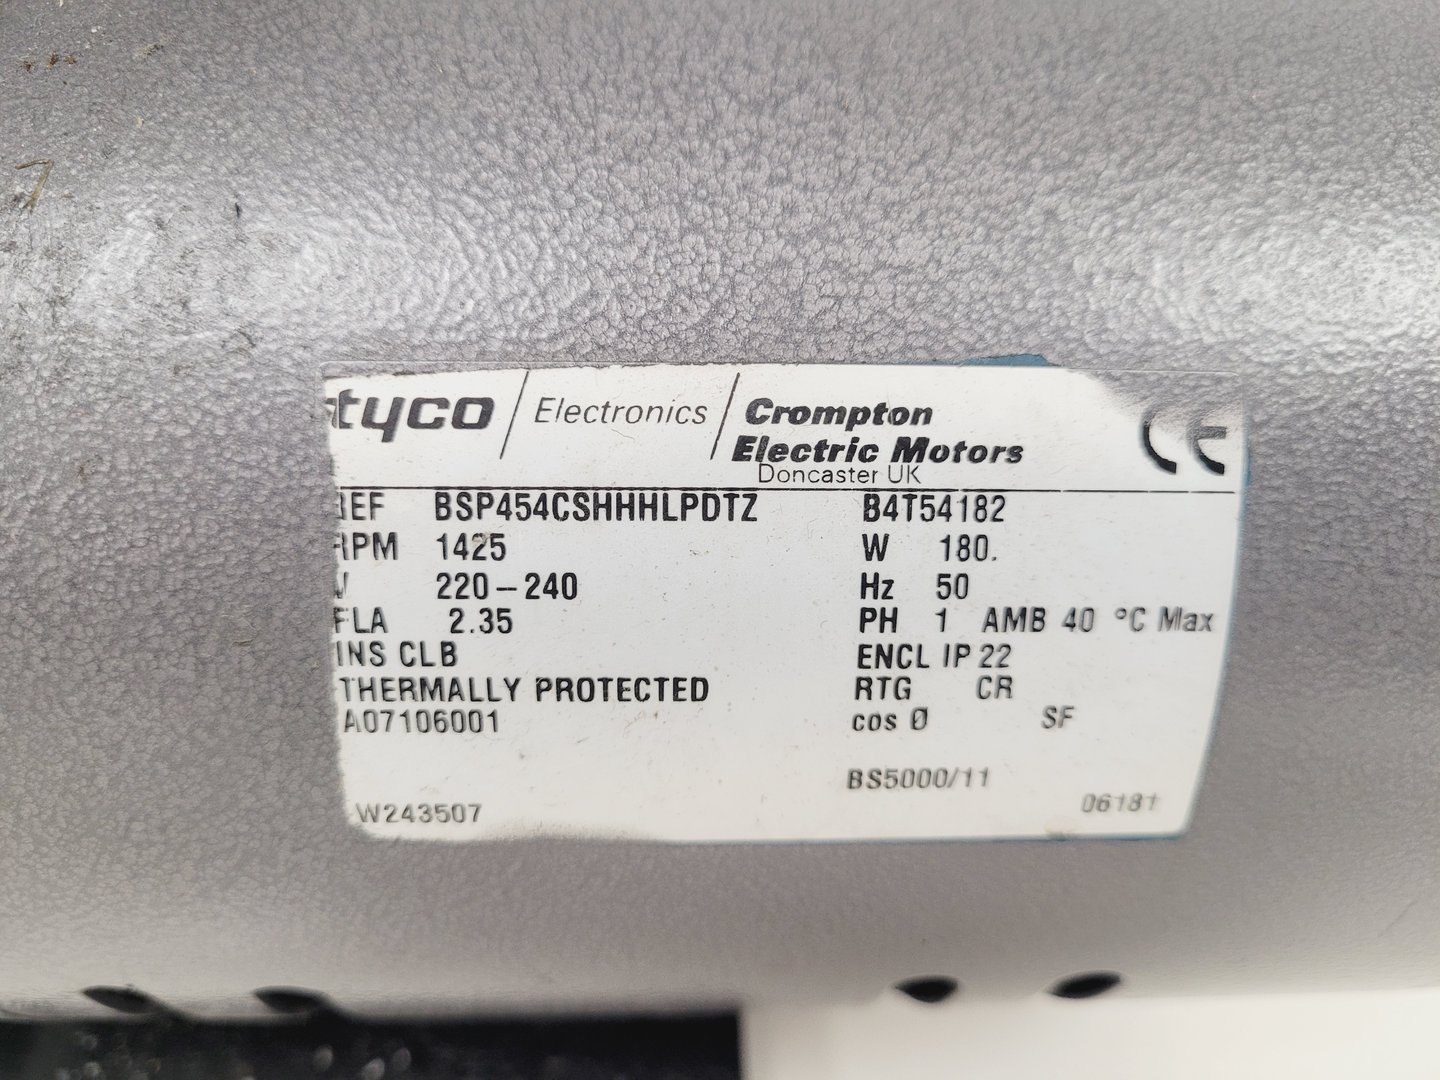 tyco / Electronics / Crompton
Electric Motors
Doncaster UK
CE
REF BSP454CSHHHLPDTZ B4T54182
RPM 1425 W 180.
V 220-240 Hz 50
FLA 2.35 PH 1 AMB 40 °C Max
INS CLB ENCL IP 22
THERMALLY PROTECTED RTG CR
A07106001 cos Ø SF
BS5000/11
W243507 06181